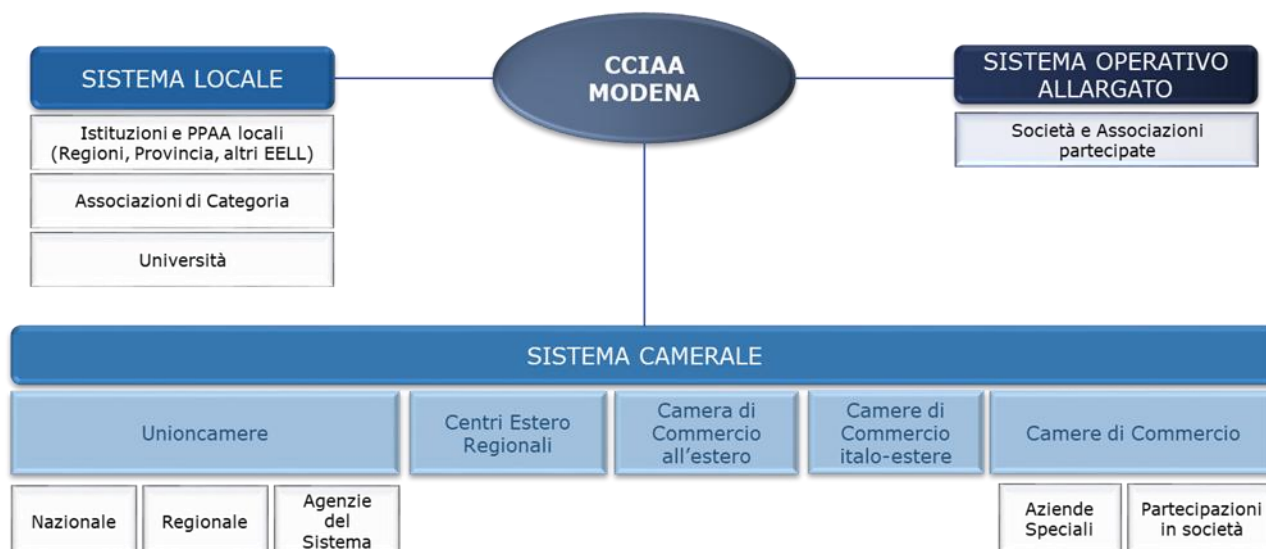 CCIAA
MODENA
SISTEMA LOCALE
Istituzioni e PPAA locali
(Regioni, Provincia, altri EELL)
Associazioni di Categoria
Università
SISTEMA OPERATIVO
ALLARGATO
Società e Associazioni
partecipate
SISTEMA CAMERALE
Unioncamere
Centri Estero
Regionali
Camera di
Commercio
all'estero
Camere di
Commercio
italo-estere
Camere di Commercio
Nazionale
Regionale
Agenzie
del
Sistema
Aziende
Speciali
Partecipazioni
in società